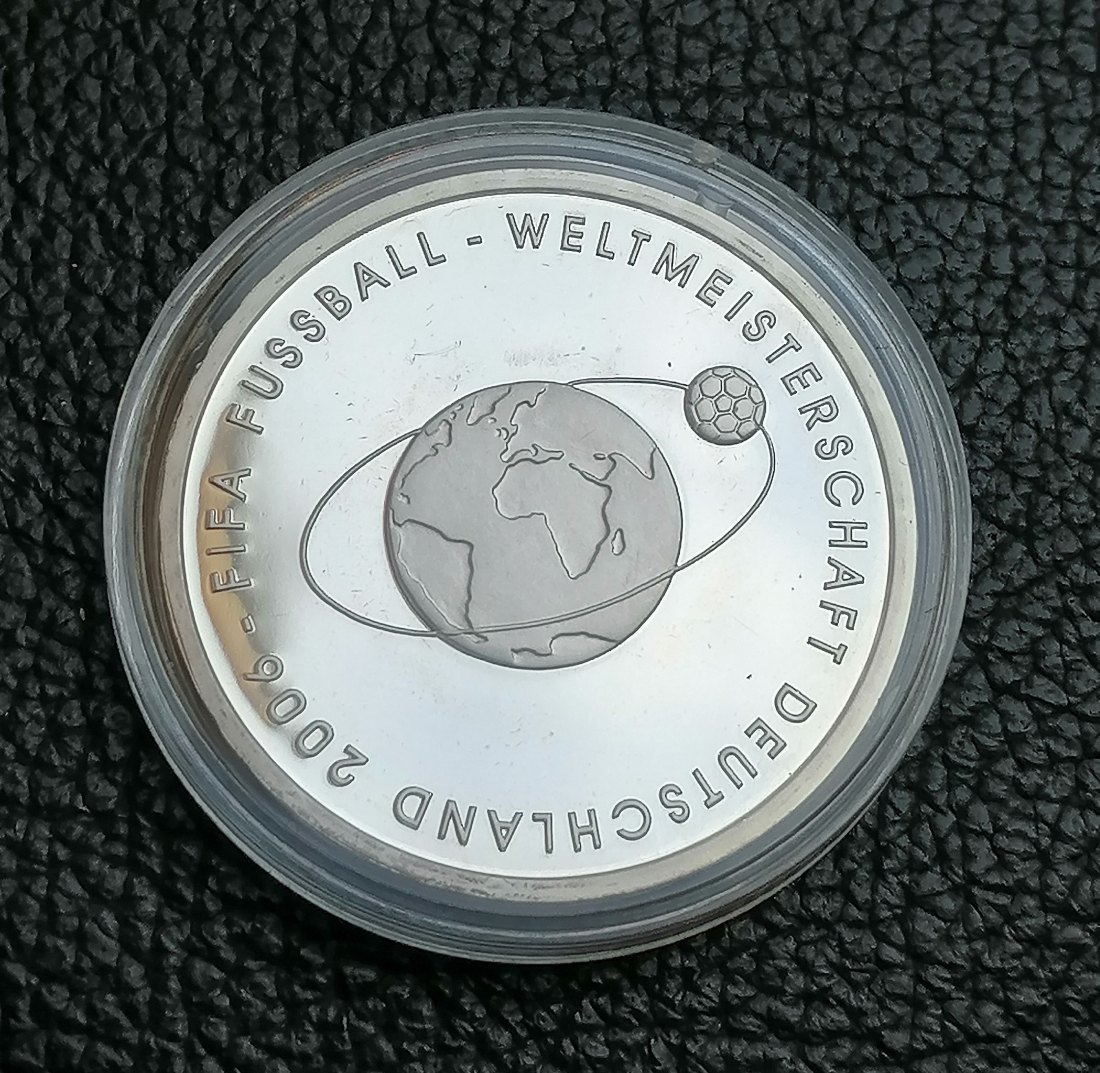 FIFA FUSSBALL - WELTMEISTERSCHAFT DEUTSCHLAND 2006 -